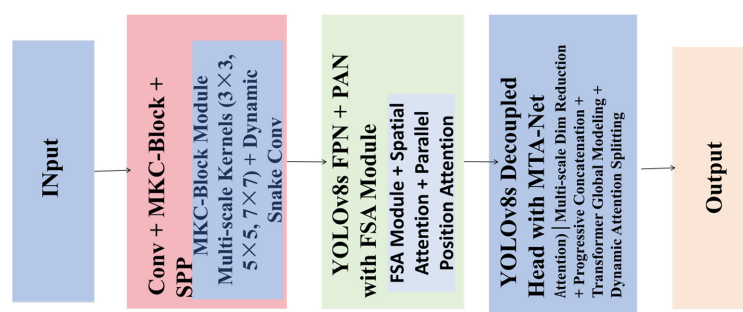 INput
Conv + MKC-Block +
SPP
MKC-Block Module
Multi-scale Kernels (3×3,
5×5, 7×7) + Dynamic
Snake Conv
YOLOv8s FPN + PAN
with FSA Module
FSA Module + Spatial
Attention + Parallel
Position Attention
YOLOv8s Decoupled
Head with MTA-Net
Attention) | Multi-scale Dim Reduction
+ Progressive Concatenation +
Transformer Global Modeling +
Dynamic Attention Splitting
Output